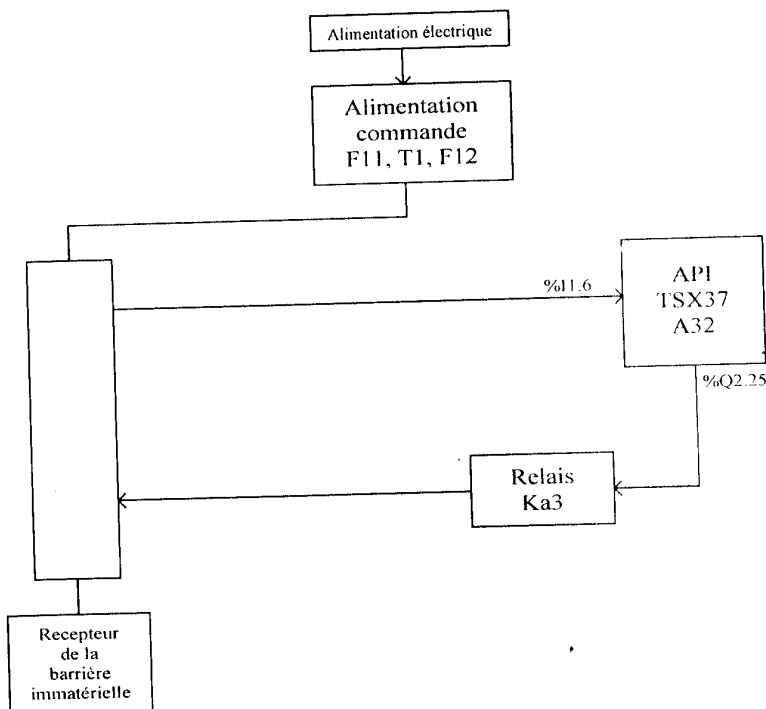 Alimentation électrique
Alimentation
commande
F11, T1, F12
%I1.6
API
TSX37
A32
%Q2.25
Relais
Ka3
Recepteur
de la
barrière
immatérielle